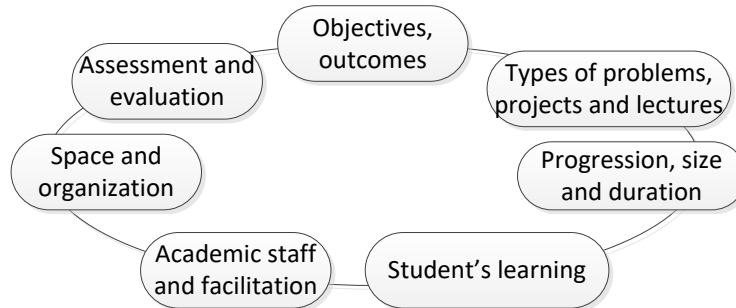 Objectives,
outcomes
Types of problems,
projects and lectures
Progression, size
and duration
Student’s learning
Academic staff
and facilitation
Space and
organization
Assessment and
evaluation